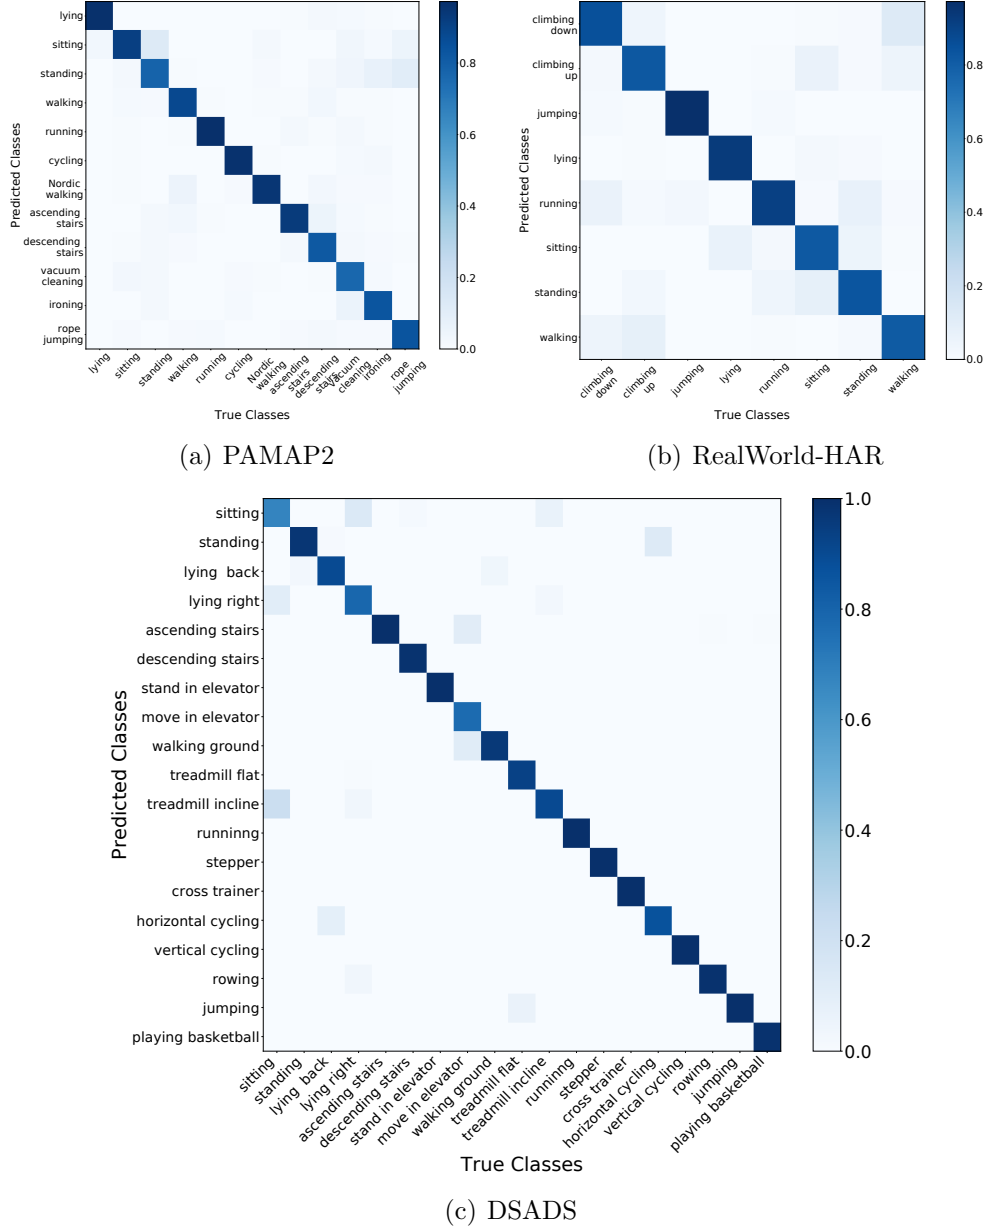 lying
sitting
standing
walking
running
cycling
Nordic
walking
ascending
stairs
descending
stairs
vacuum
cleaning
ironing
rope
jumping
Predicted Classes
lying
sitting
standing
walking
running
cycling
Nordic
walking
ascending
stairs
descending
stairs
vacuum
cleaning
ironing
rope
jumping
True Classes
0.8
0.6
0.4
0.2
0.0
(a) PAMAP2
climbing
down
climbing
up
jumping
lying
running
sitting
standing
walking
Predicted Classes
climbing
down
climbing
up
jumping
lying
running
sitting
standing
walking
True Classes
0.8
0.6
0.4
0.2
0.0
(b) RealWorld-HAR
sitting
standing
lying back
lying right
ascending stairs
descending stairs
stand in elevator
move in elevator
walking ground
treadmill flat
treadmill incline
runninng
stepper
cross trainer
horizontal cycling
vertical cycling
rowing
jumping
playing basketball
Predicted Classes
sitting
standing
lying back
lying right
ascending stairs
descending stairs
stand in elevator
move in elevator
walking ground
treadmill flat
treadmill incline
runninng
stepper
cross trainer
horizontal cycling
vertical cycling
rowing
jumping
playing basketball
True Classes
1.0
0.8
0.6
0.4
0.2
0.0
(c) DSADS